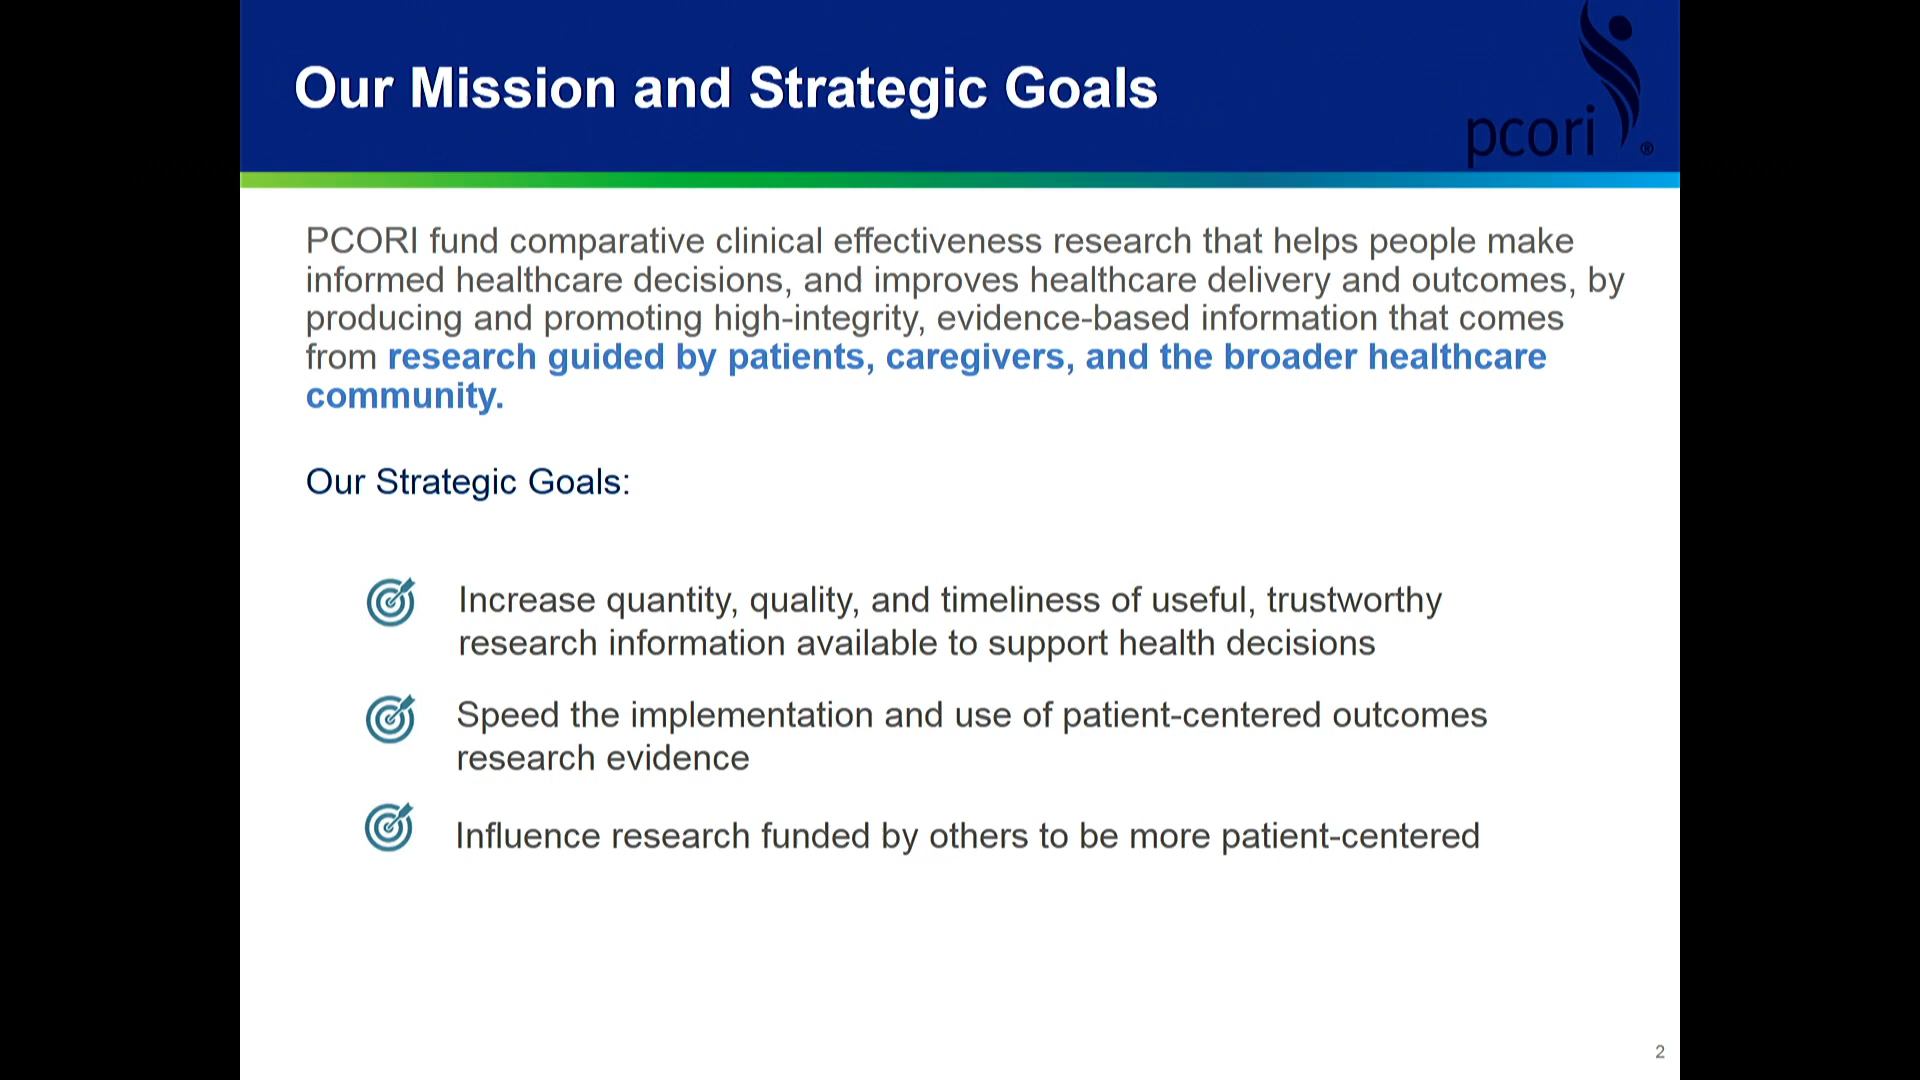 Our Mission and Strategic Goals
pcori
®
PCORI fund comparative clinical effectiveness research that helps people make
informed healthcare decisions, and improves healthcare delivery and outcomes, by
producing and promoting high-integrity, evidence-based information that comes
from research guided by patients, caregivers, and the broader healthcare
community.
Our Strategic Goals:
Increase quantity, quality, and timeliness of useful, trustworthy
research information available to support health decisions
Speed the implementation and use of patient-centered outcomes
research evidence
Influence research funded by others to be more patient-centered
2